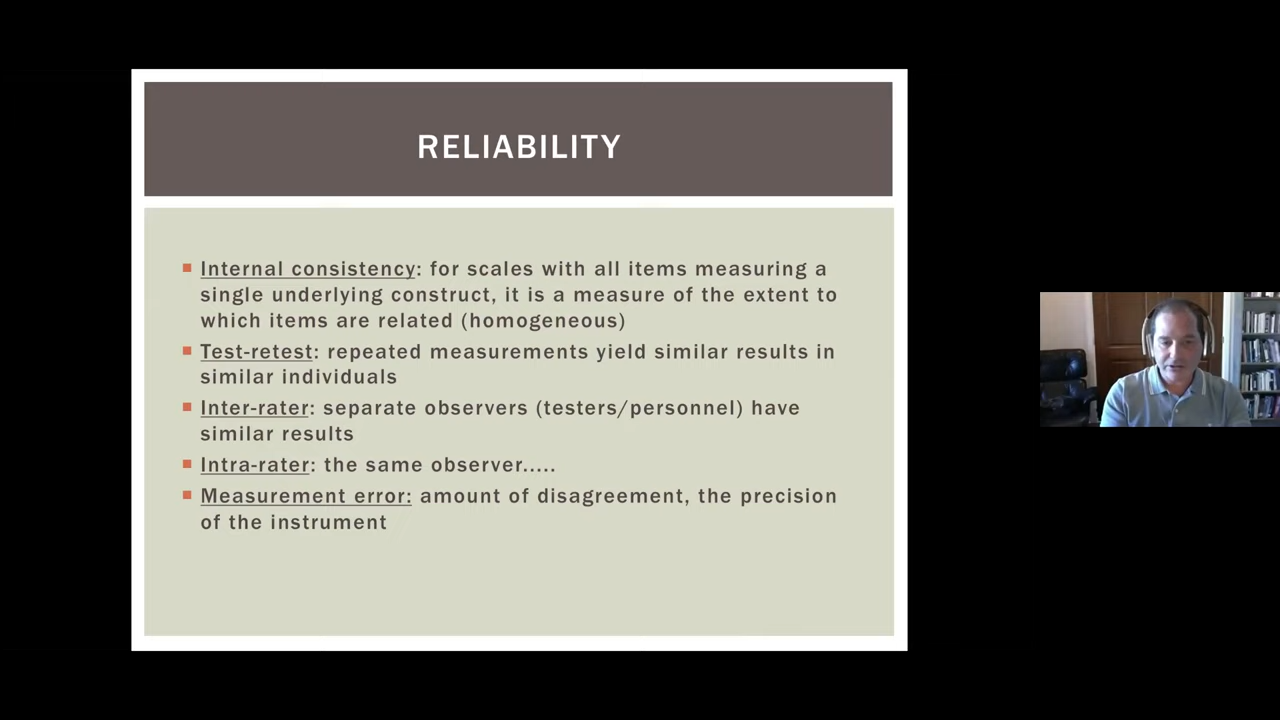 RELIABILITY
Internal consistency: for scales with all items measuring a
single underlying construct, it is a measure of the extent to
which items are related (homogeneous)
Test-retest: repeated measurements yield similar results in
similar individuals
Inter-rater: separate observers (testers/personnel) have
similar results
Intra-rater: the same observer.....
Measurement error: amount of disagreement, the precision
of the instrument